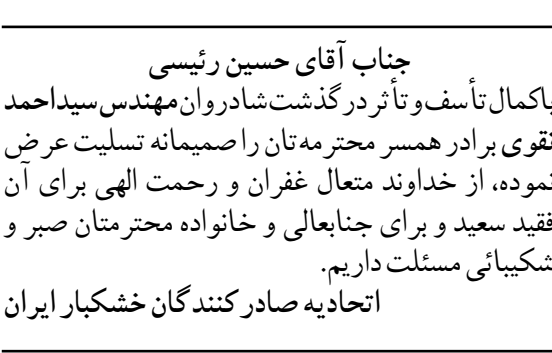 جناب آقای حسین رئیسی
باکمال تأسف و تأثر درگذشت شادروان مهندس سیداحمد
نقوی برادر همسر محترمه‌تان را صمیمانه تسلیت عرض
نموده، از خداوند متعال غفران و رحمت الهی برای آن
فقید سعید و برای جنابعالی و خانواده محترمتان صبر و
شکیبائی مسئلت داریم.
اتحادیه صادرکنندگان خشکبار ایران